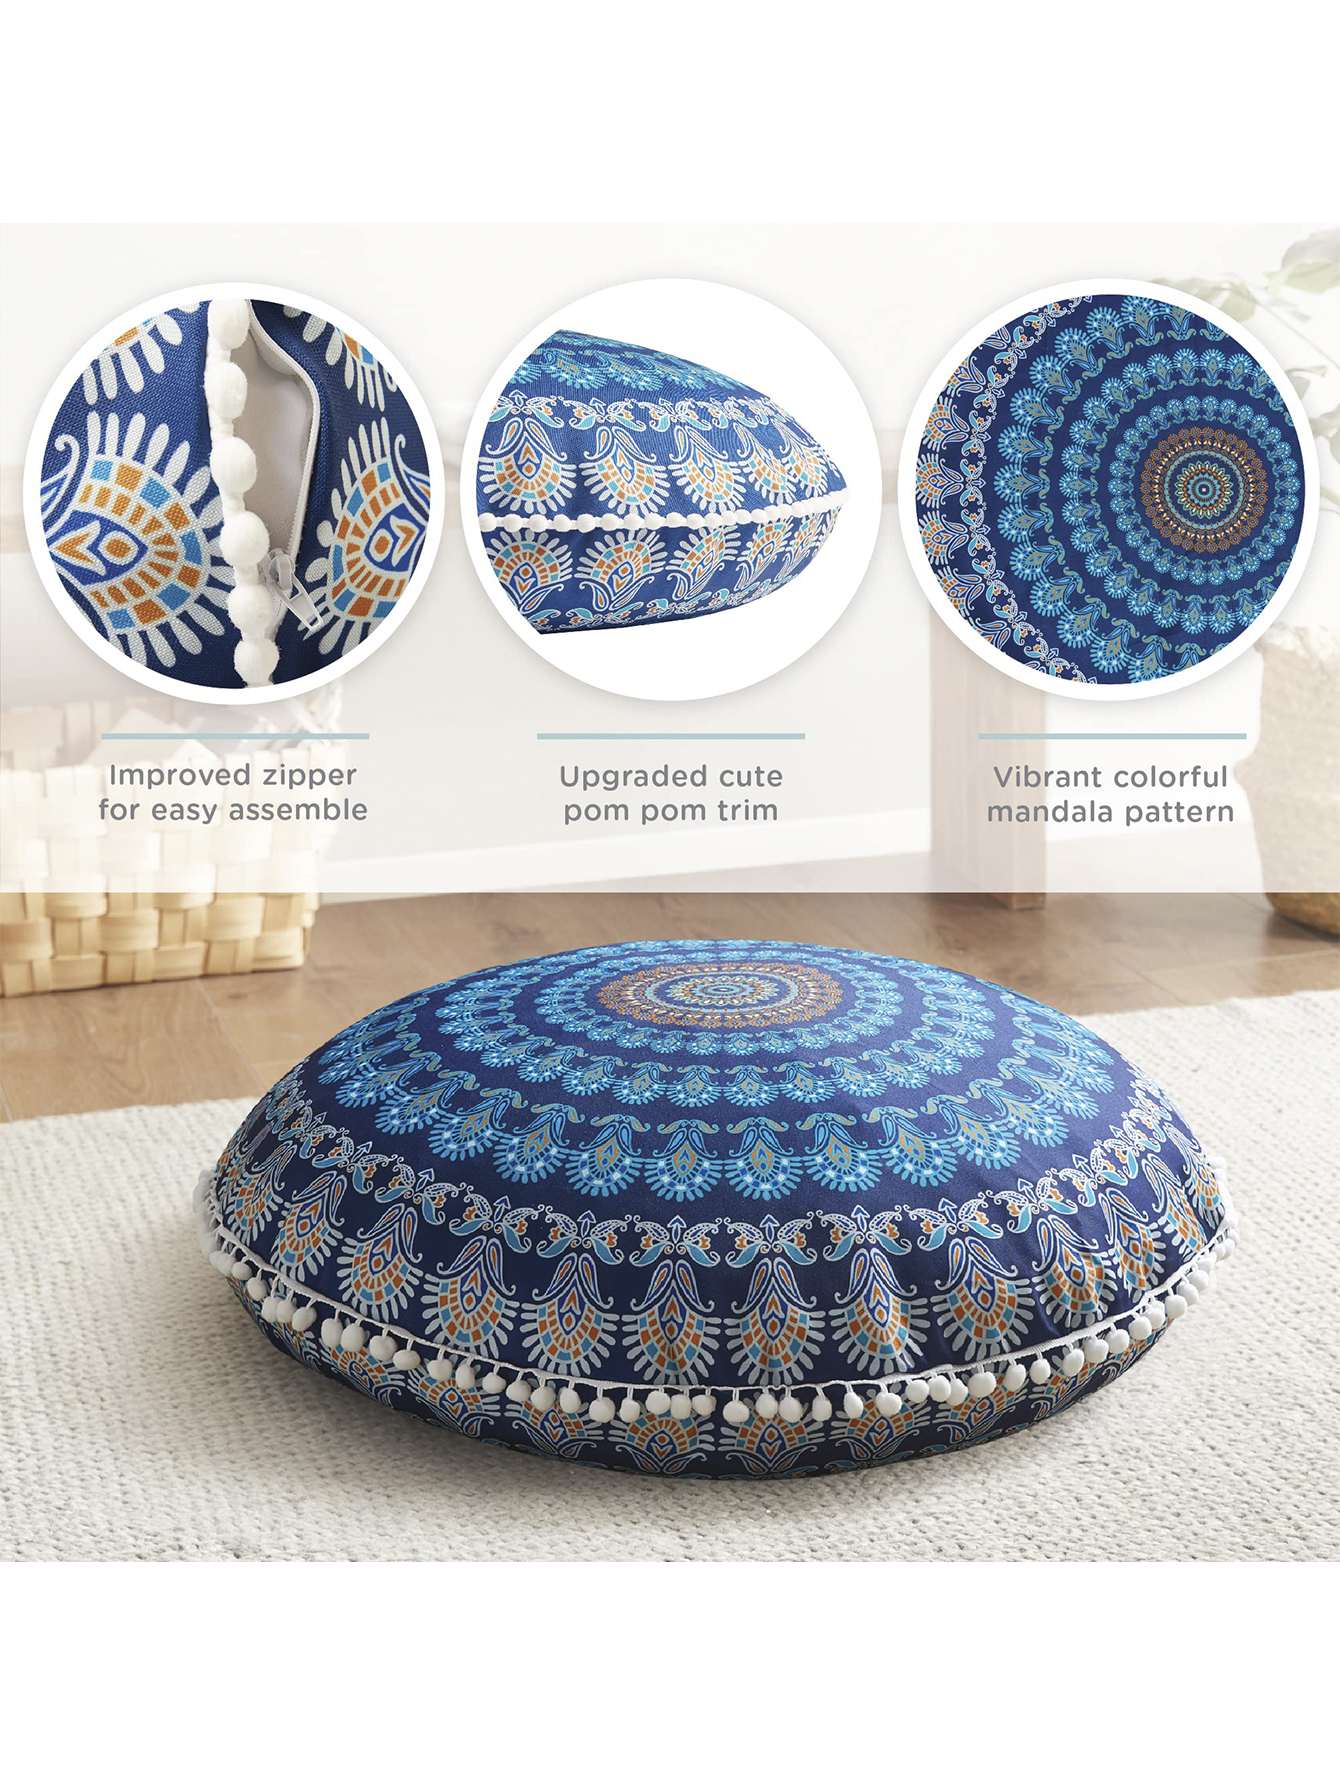 Improved zipper
for easy assemble
Upgraded cute
pom pom trim
Vibrant colorful
mandala pattern